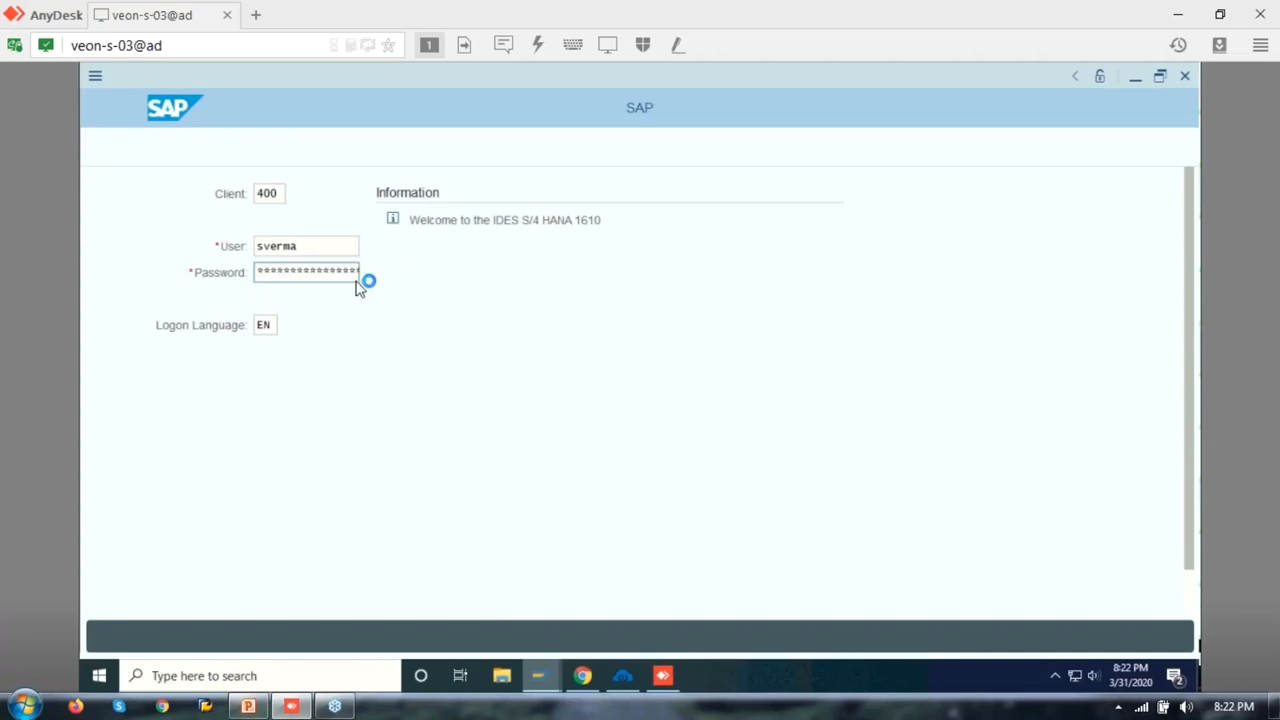 AnyDesk
veon-s-03@ad
veon-s-03@ad
1
SAP
SAP
Client: 400
Information
Welcome to the IDES S/4 HANA 1610
*User: sverma
*Password: ****************
Logon Language: EN
Type here to search
8:22 PM
3/31/2020
2
8:22 PM